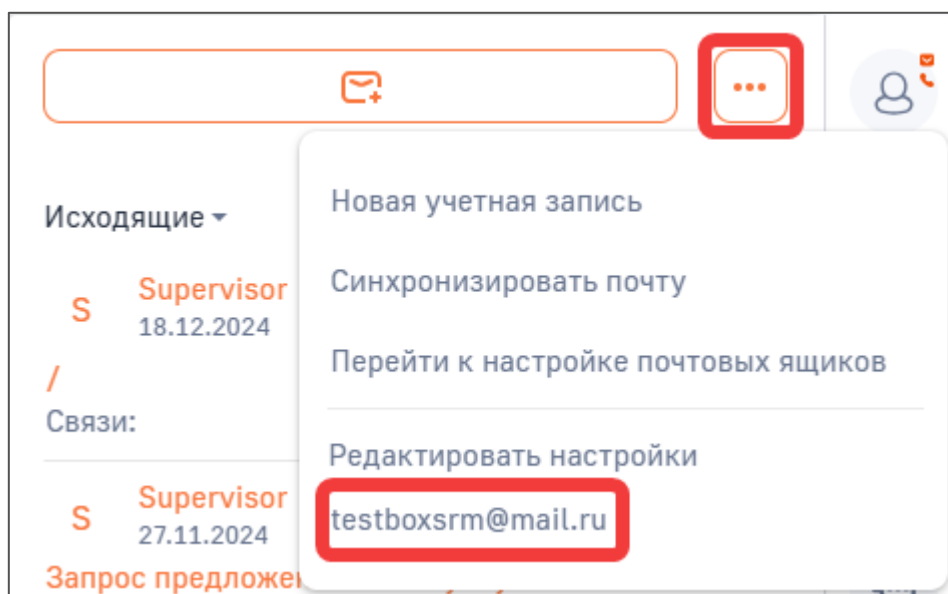 Новая учетная запись
Исходящие
Синхронизировать почту
Supervisor
S
18.12.2024
Перейти к настройке почтовых ящиков
/
Связи:
Редактировать настройки
Supervisor
S
testboxsrm@mail.ru
27.11.2024
Запрос